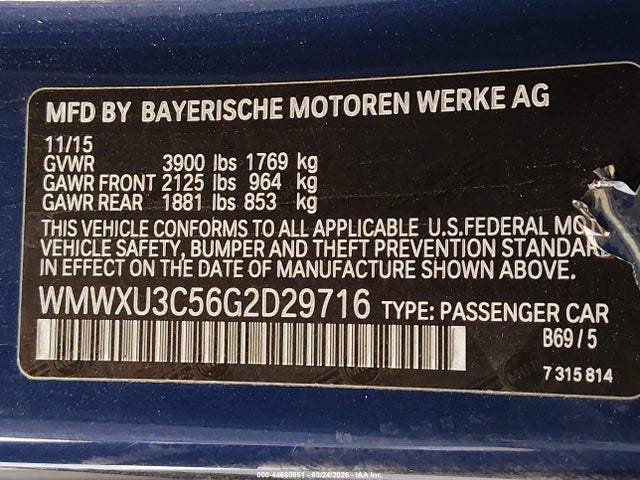 MFD BY BAYERISCHE MOTOREN WERKE AG
11/15
GVWR 3900 lbs 1769 kg
GAWR FRONT 2125 lbs 964 kg
GAWR REAR 1881 lbs 853 kg
THIS VEHICLE CONFORMS TO ALL APPLICABLE U.S.FEDERAL MO
VEHICLE SAFETY, BUMPER AND THEFT PREVENTION STANDAR
IN EFFECT ON THE DATE OF MANUFACTURE SHOWN ABOVE.
WMWXU3C56G2D29716 TYPE: PASSENGER CAR
B69 / 5
7 315 814
000-44680951 - 03/24/2026 - IAA Inc.